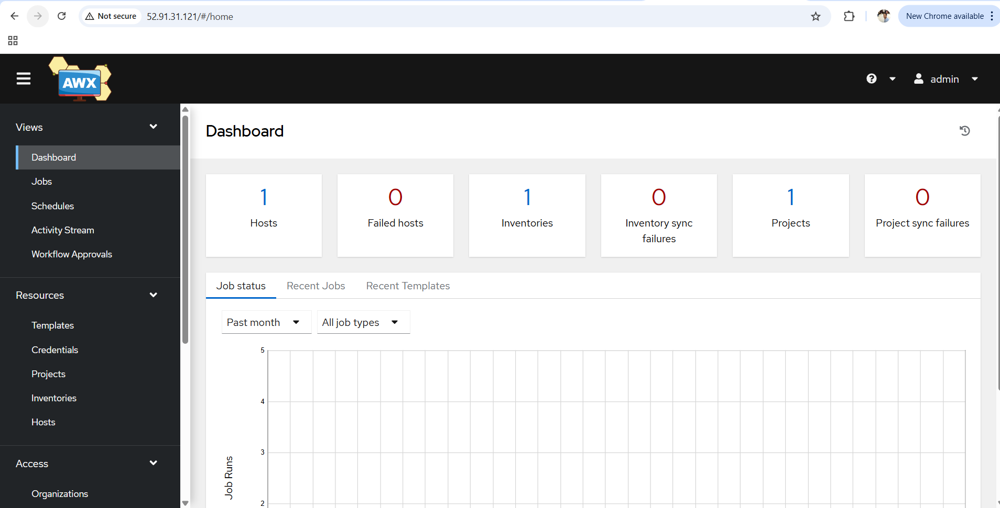 Not secure
52.91.31.121/#/home
New Chrome available
AWX
admin
Views
Dashboard
Jobs
Schedules
Activity Stream
Workflow Approvals
Resources
Templates
Credentials
Projects
Inventories
Hosts
Access
Organizations
Dashboard
1
Hosts
0
Failed hosts
1
Inventories
0
Inventory sync
failures
1
Projects
0
Project sync failures
Job status
Recent Jobs
Recent Templates
Past month
All job types
5
4
3
2
Job Runs